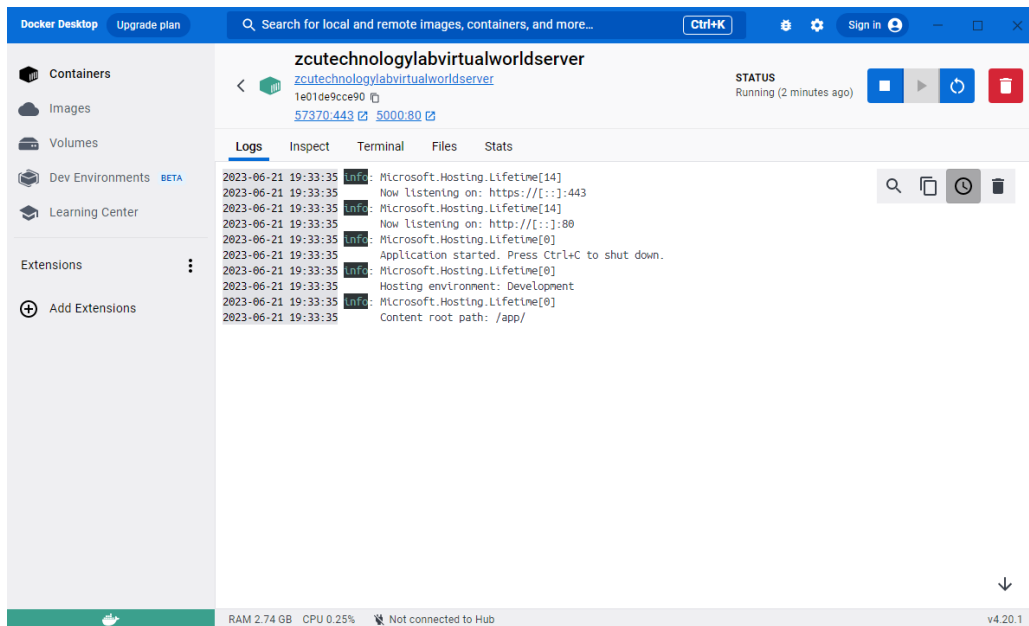 Docker Desktop Upgrade plan Search for local and remote images, containers, and more... Ctrl+K Sign in
Containers
Images
Volumes
Dev Environments BETA
Learning Center
Extensions
Add Extensions
zcutechnologylabvirtualworldserver
zcutechnologylabvirtualworldserver
1e01de9cce90
57370:443 5000:80
STATUS
Running (2 minutes ago)
Logs Inspect Terminal Files Stats
2023-06-21 19:33:35 info: Microsoft.Hosting.Lifetime[14]
2023-06-21 19:33:35 Now listening on: https://[::]:443
2023-06-21 19:33:35 info: Microsoft.Hosting.Lifetime[14]
2023-06-21 19:33:35 Now listening on: http://[::]:80
2023-06-21 19:33:35 info: Microsoft.Hosting.Lifetime[0]
2023-06-21 19:33:35 Application started. Press Ctrl+C to shut down.
2023-06-21 19:33:35 info: Microsoft.Hosting.Lifetime[0]
2023-06-21 19:33:35 Hosting environment: Development
2023-06-21 19:33:35 info: Microsoft.Hosting.Lifetime[0]
2023-06-21 19:33:35 Content root path: /app/
RAM 2.74 GB CPU 0.25% Not connected to Hub v4.20.1